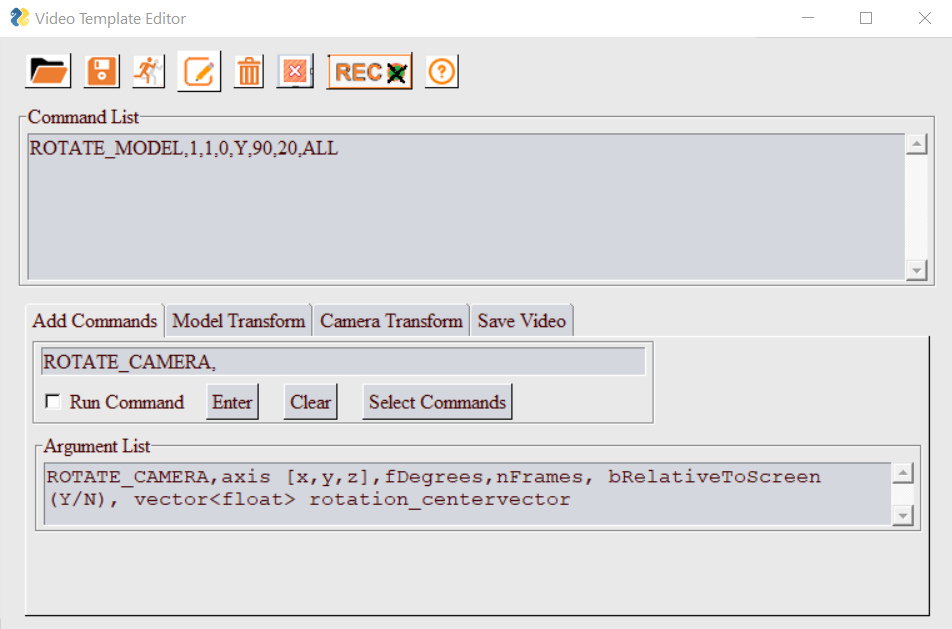 Video Template Editor
REC
?
Command List
ROTATE_MODEL,1,1,0,Y,90,20,ALL
Add Commands Model Transform Camera Transform Save Video
ROTATE_CAMERA,
Run Command Enter Clear Select Commands
Argument List
ROTATE_CAMERA,axis [x,y,z],fDegrees,nFrames, bRelativeToScreen
(Y/N), vector<float> rotation_centervector